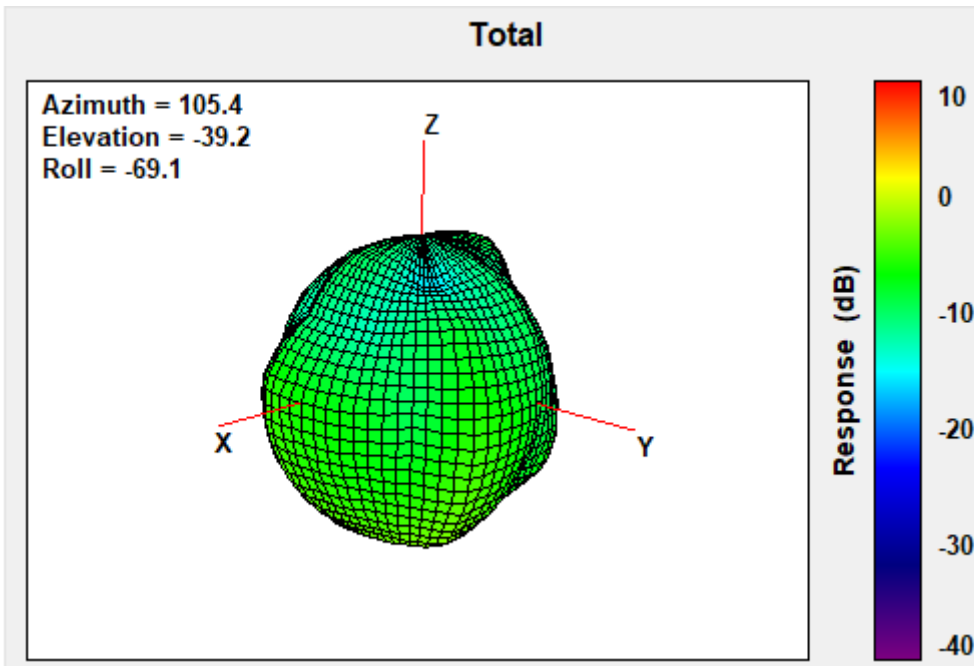 Total
Azimuth = 105.4
Elevation = -39.2
Roll = -69.1
Z
X
Y
10
0
-10
-20
-30
-40
Response (dB)